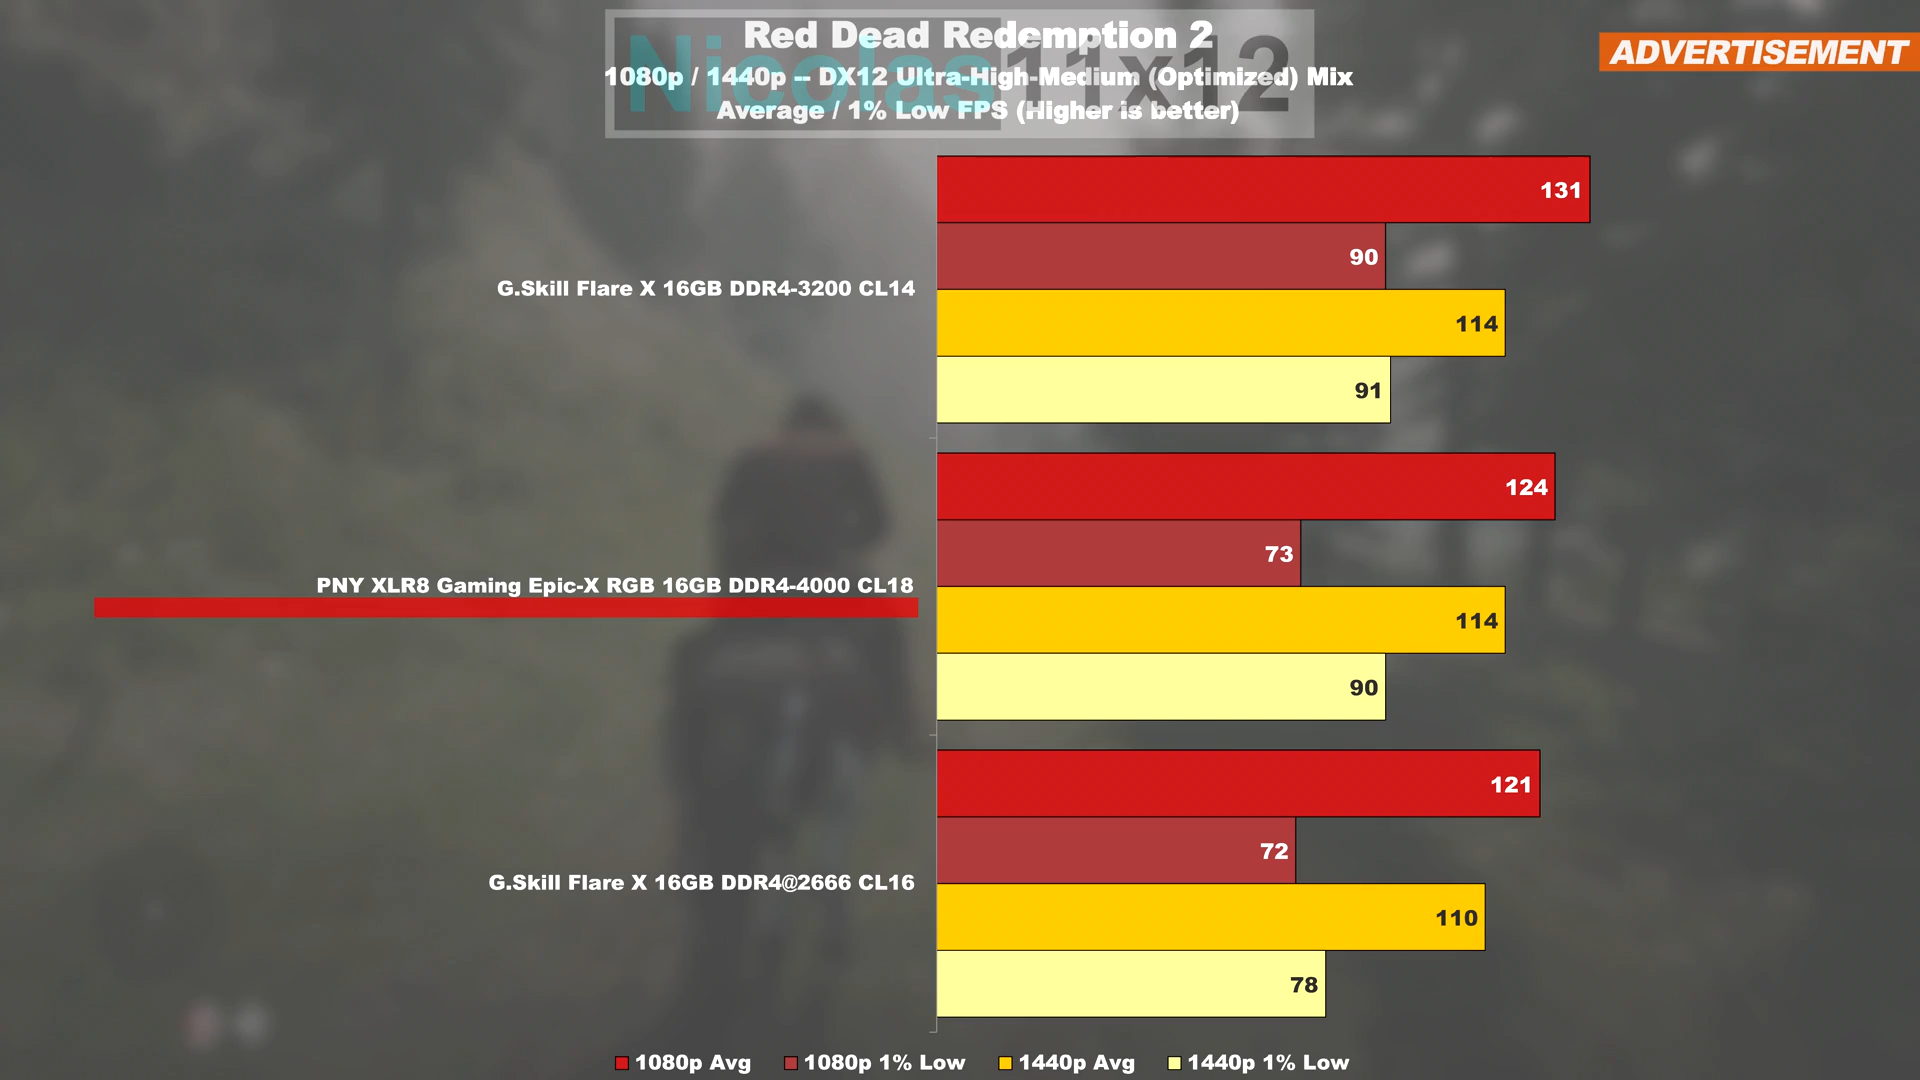 Red Dead Redemption 2
Nicolas11x12
1080p / 1440p -- DX12 Ultra-High-Medium (Optimized) Mix
Average / 1% Low FPS (Higher is better)
ADVERTISEMENT
131
90
G.Skill Flare X 16GB DDR4-3200 CL14
114
91
124
73
PNY XLR8 Gaming Epic-X RGB 16GB DDR4-4000 CL18
114
90
121
72
G.Skill Flare X 16GB DDR4@2666 CL16
110
78
1080p Avg 1080p 1% Low 1440p Avg 1440p 1% Low